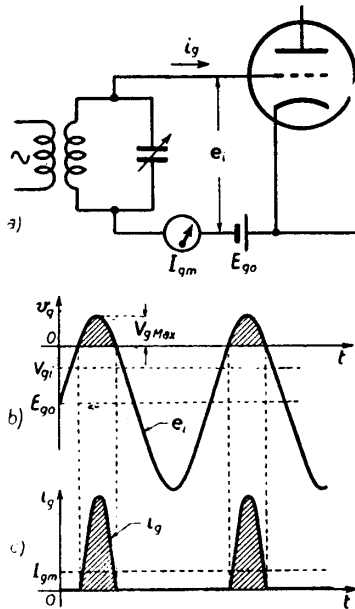 i_g
e_i
a)
I_gm
E_go
v_g
0
V_gMax
t
V_gi
b)
E_go
e_i
i_g
c)
i_g
I_gm
0
t